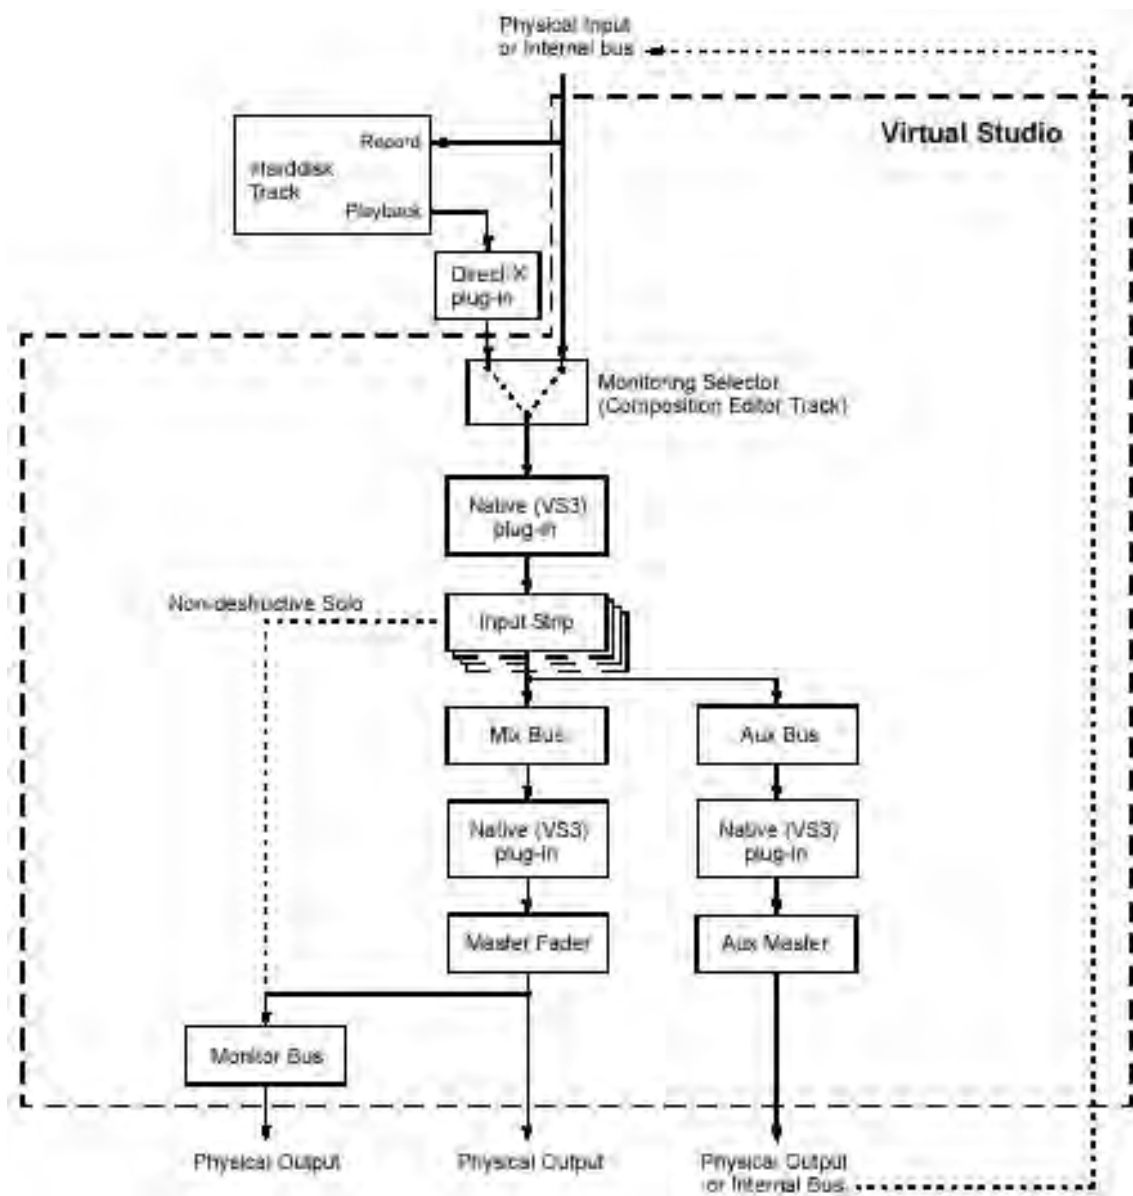 Physical Input
or Internal bus
Virtual Studio
Record
Harddisk
Track
Playback
Direct-X
plug-in
Monitoring Selector
(Composition Editor Track)
Native (VS3)
plug-in
Non-destructive Solo
Input Strip
Mix Bus
Aux Bus
Native (VS3)
plug-in
Native (VS3)
plug-in
Master Fader
Aux Master
Monitor Bus
Physical Output
Physical Output
Physical Output
or Internal Bus